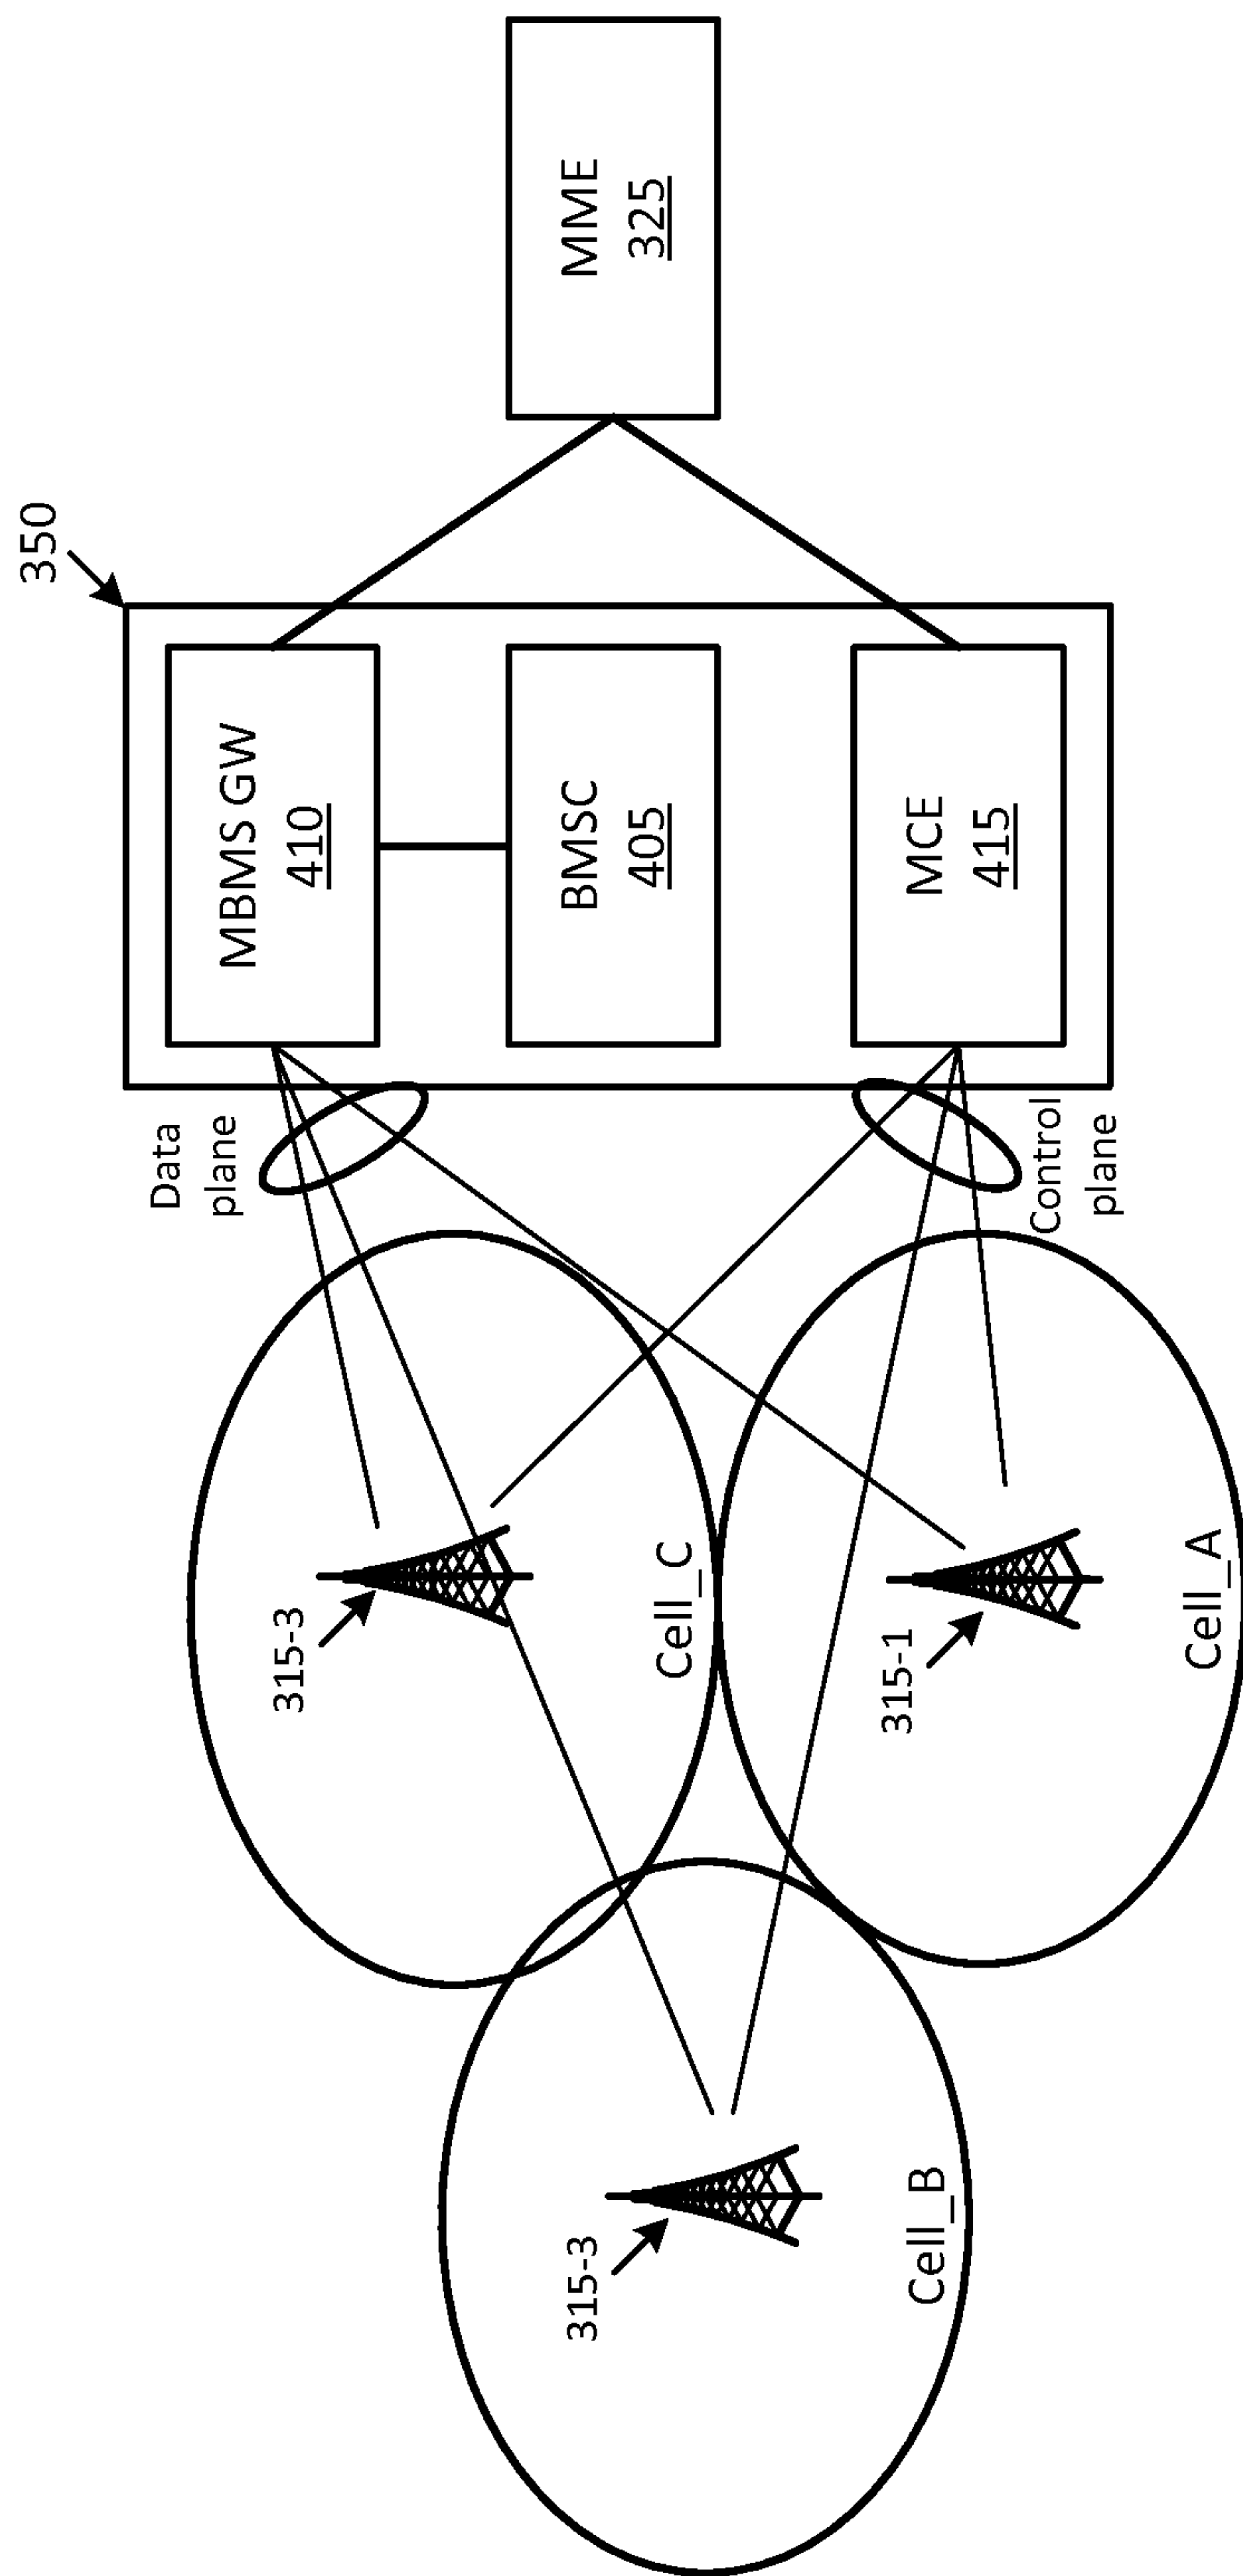 350
MBMS GW
410
BMSC
405
MCE
415
MME
325
Data
plane
Control
plane
315-3
Cell_C
315-1
Cell_A
315-3
Cell_B